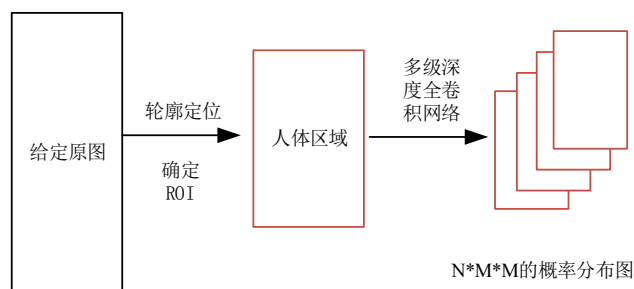 给定原图
轮廓定位
确定
ROI
人体区域
多级深
度全卷
积网络
N*M*M的概率分布图